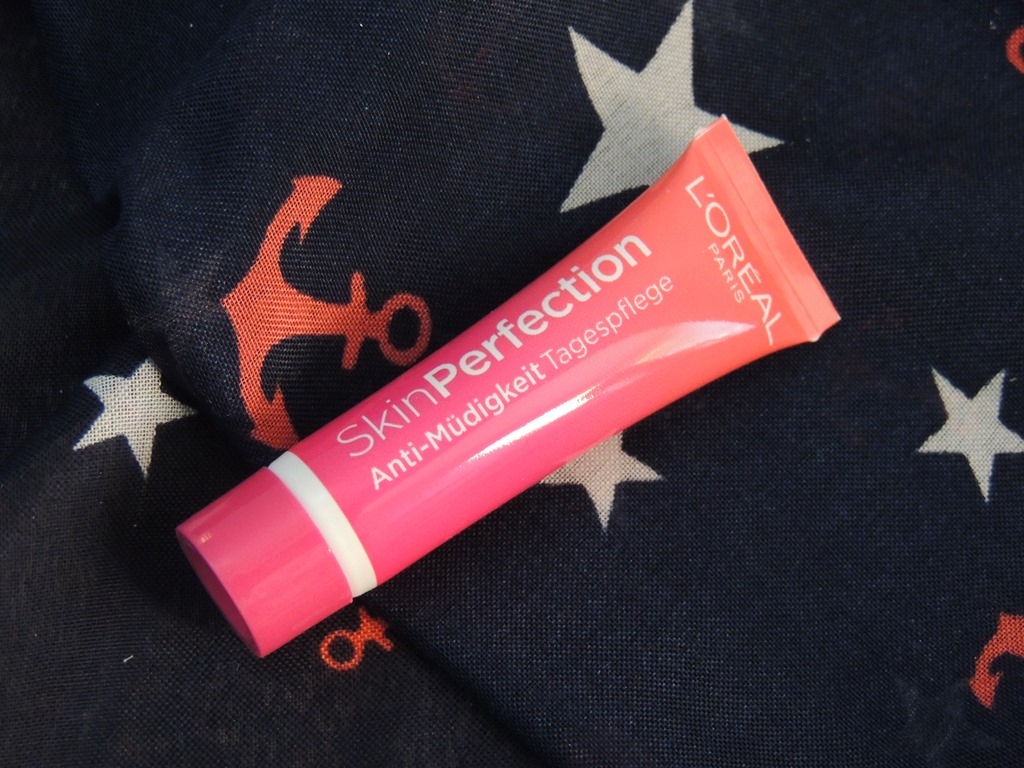 SkinPerfection
Anti-Müdigkeit Tagespflege
L'ORÉAL
PARIS